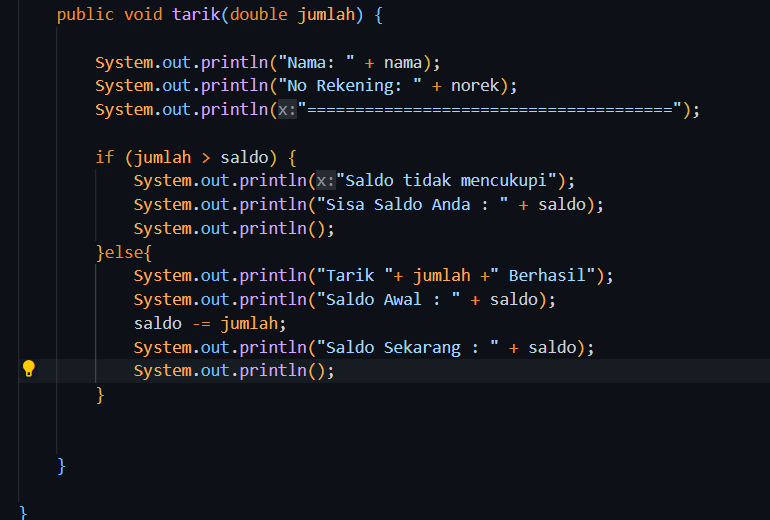 public void tarik(double jumlah) {
System.out.println("Nama: " + nama);
System.out.println("No Rekening: " + norek);
System.out.println(x:"======================================");
if (jumlah > saldo) {
System.out.println(x:"Saldo tidak mencukupi");
System.out.println("Sisa Saldo Anda : " + saldo);
System.out.println();
}else{
System.out.println("Tarik "+ jumlah +" Berhasil");
System.out.println("Saldo Awal : " + saldo);
saldo -= jumlah;
System.out.println("Saldo Sekarang : " + saldo);
System.out.println();
}
}
}